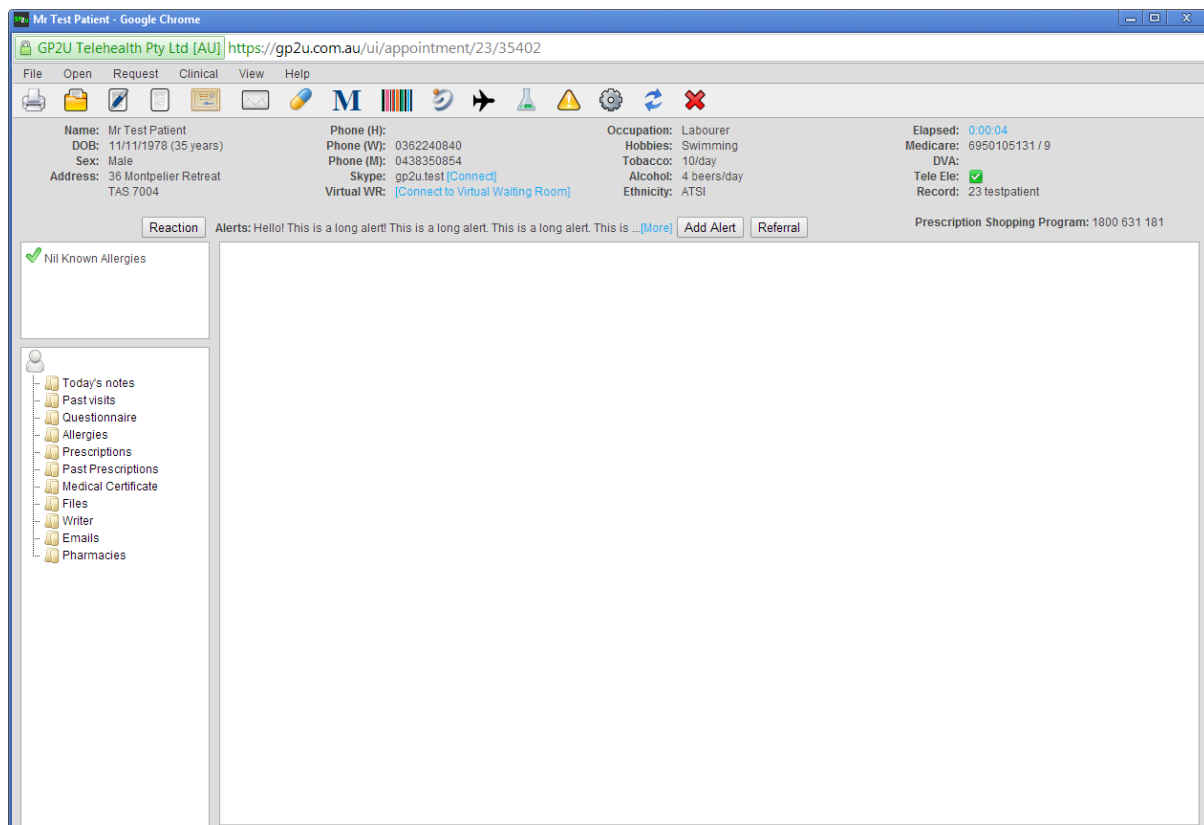 GP2U Mr Test Patient - Google Chrome
GP2U Telehealth Pty Ltd [AU] https://gp2u.com.au/ui/appointment/23/35402
File Open Request Clinical View Help
M
Name: Mr Test Patient Phone (H): Occupation: Labourer Elapsed: 0:00:04
DOB: 11/11/1978 (35 years) Phone (W): 0362240840 Hobbies: Swimming Medicare: 6950105131 / 9
Sex: Male Phone (M): 0438350854 Tobacco: 10/day DVA:
Address: 36 Montpelier Retreat Skype: gp2u.test [Connect] Alcohol: 4 beers/day Tele Ele:
TAS 7004 Virtual WR: [Connect to Virtual Waiting Room] Ethnicity: ATSI Record: 23 testpatient
Reaction Alerts: Hello! This is a long alert! This is a long alert. This is a long alert. This is ...[More] Add Alert Referral Prescription Shopping Program: 1800 631 181
Nil Known Allergies
Today's notes
Past visits
Questionnaire
Allergies
Prescriptions
Past Prescriptions
Medical Certificate
Files
Writer
Emails
Pharmacies